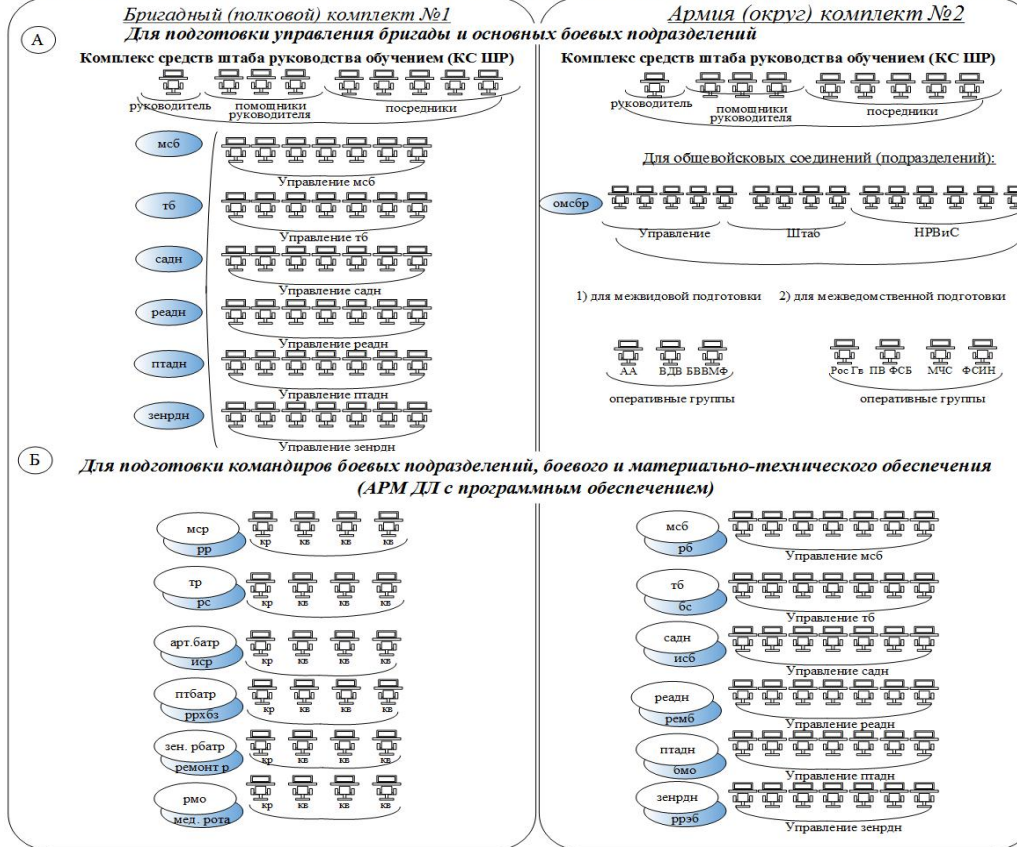 Бригадный (полковой) комплект №1
Армия (округ) комплект №2
А
Для подготовки управления бригады и основных боевых подразделений
Комплекс средств штаба руководства обучением (КС ШР)
руководитель
помощники
руководителя
посредники
Комплекс средств штаба руководства обучением (КС ШР)
руководитель
помощники
руководителя
посредники
мсб
Управление мсб
тб
Управление тб
садн
Управление садн
реадн
Управление реадн
птадн
Управление птадн
зенрдн
Управление зенрдн
Для общевойсковых соединений (подразделений):
омсбр
Управление
Штаб
НРВиС
1) для межвидовой подготовки
2) для межведомственной подготовки
АА ВДВ БВВМФ
оперативные группы
Рос Гв ПВ ФСБ МЧС ФСИН
оперативные группы
Б
Для подготовки командиров боевых подразделений, боевого и материально-технического обеспечения
(АРМ ДЛ с программным обеспечением)
мср
рр
кр кв кв кв
тр
рс
кр кв кв кв
арт.батр
иср
кр кв кв кв
птбатр
ррхбз
кр кв кв кв
зен. рбатр
ремонт р
кр кв кв кв
рмо
мед. рота
кр кв кв кв
мсб
рб
Управление мсб
тб
бс
Управление тб
садн
исб
Управление садн
реадн
ремб
Управление реадн
птадн
бмо
Управление птадн
зенрдн
ррэб
Управление зенрдн